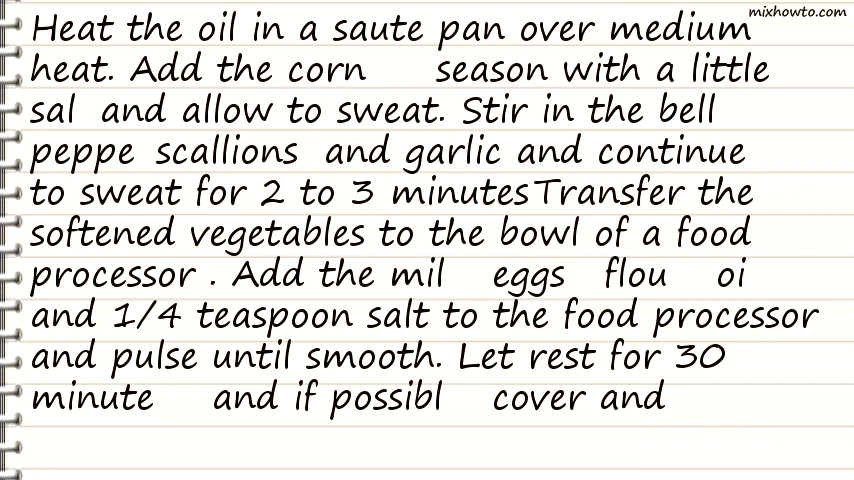 mixhowto.com
Heat the oil in a saute pan over medium
heat. Add the corn season with a little
sal and allow to sweat. Stir in the bell
peppe scallions and garlic and continue
to sweat for 2 to 3 minutesTransfer the
softened vegetables to the bowl of a food
processor . Add the mil eggs flou oi
and 1/4 teaspoon salt to the food processor
and pulse until smooth. Let rest for 30
minute and if possibl cover and